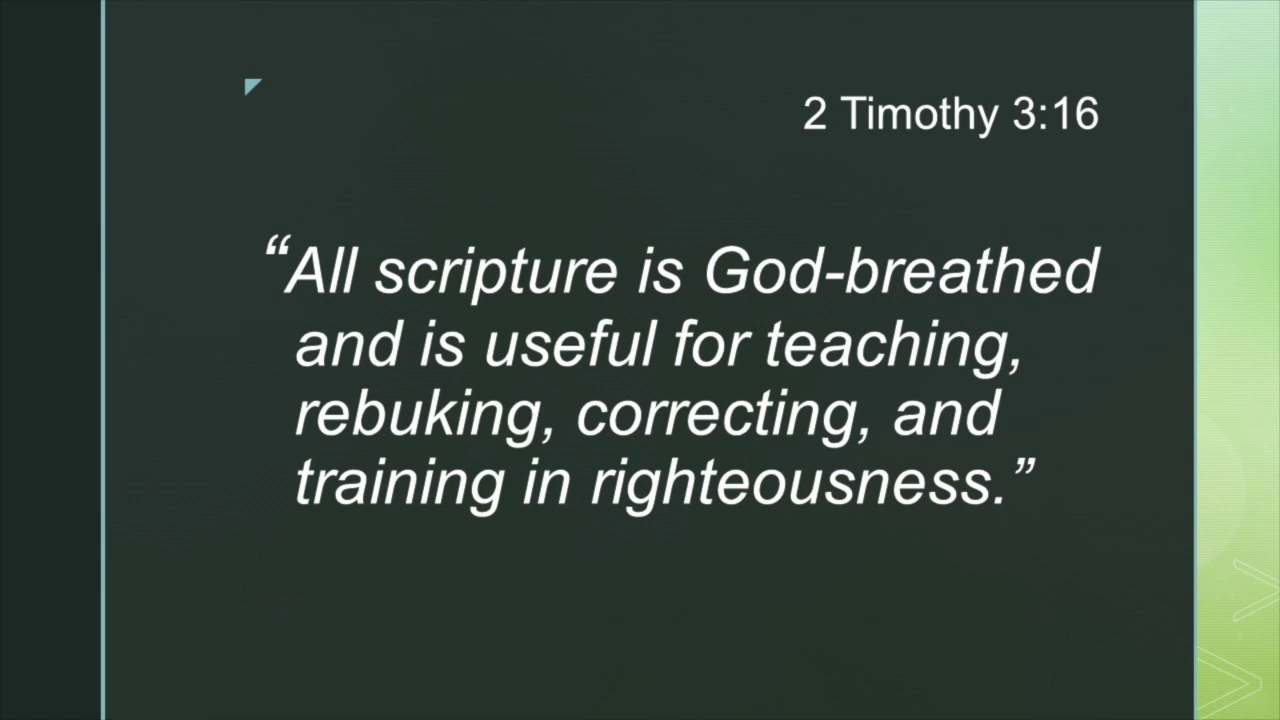 2 Timothy 3:16
“All scripture is God-breathed
and is useful for teaching,
rebuking, correcting, and
training in righteousness.”